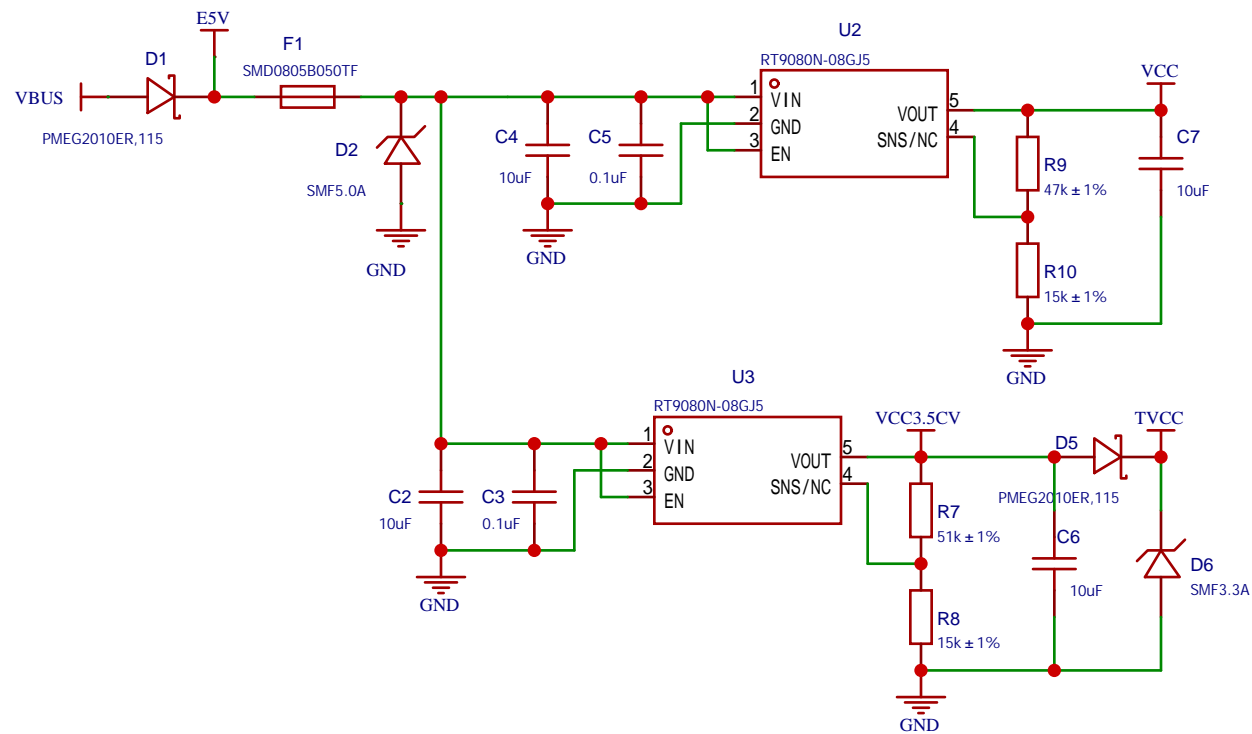 E5V
D1
F1
SMD0805B050TF
VBUS
PMEG2010ER,115
D2
SMF5.0A
GND
C4
10uF
C5
0.1uF
GND
U2
RT9080N-08GJ5
1
VIN
2
GND
3
EN
VOUT
5
SNS/NC
4
VCC
C7
10uF
R9
47k±1%
R10
15k±1%
GND
U3
RT9080N-08GJ5
1
VIN
2
GND
3
EN
VOUT
5
SNS/NC
4
C2
10uF
C3
0.1uF
GND
VCC3.5CV
TVCC
D5
PMEG2010ER,115
R7
51k±1%
C6
10uF
D6
SMF3.3A
R8
15k±1%
GND